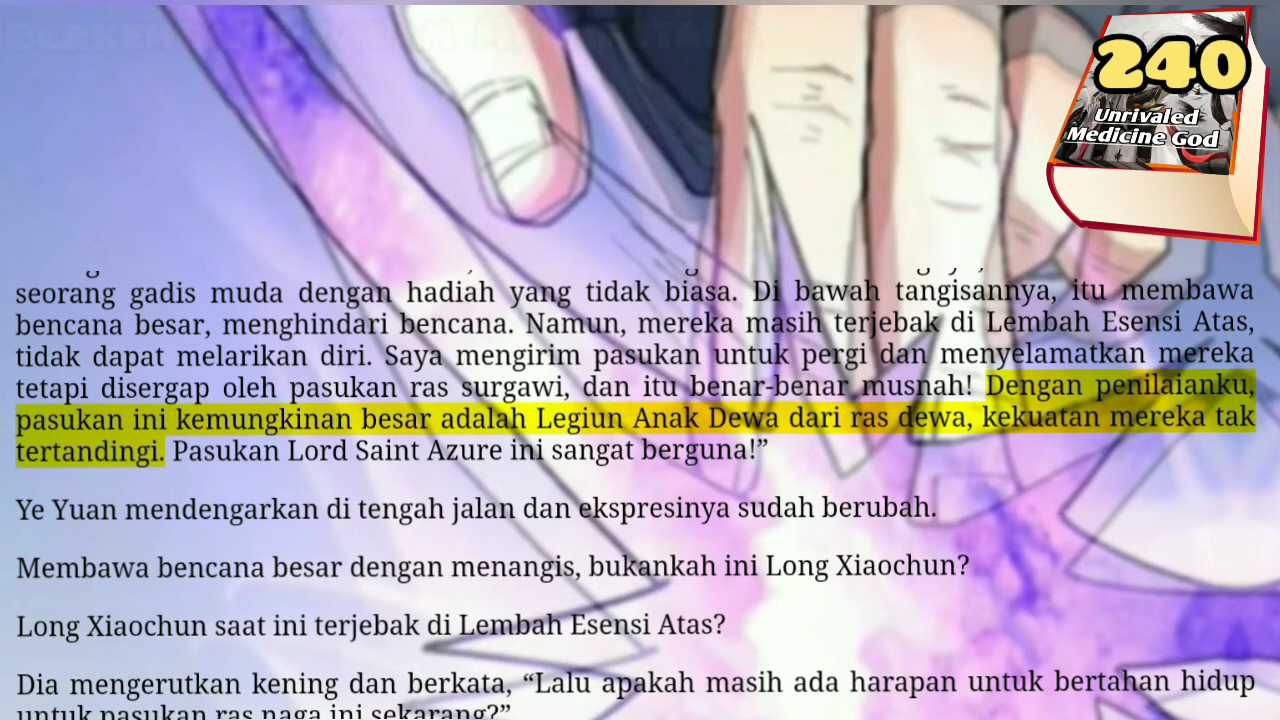 240
Unrivaled
Medicine God
seorang gadis muda dengan hadiah yang tidak biasa. Di bawah tangisannya, itu membawa
bencana besar, menghindari bencana. Namun, mereka masih terjebak di Lembah Esensi Atas,
tidak dapat melarikan diri. Saya mengirim pasukan untuk pergi dan menyelamatkan mereka
tetapi disergap oleh pasukan ras surgawi, dan itu benar-benar musnah! Dengan penilaianku,
pasukan ini kemungkinan besar adalah Legiun Anak Dewa dari ras dewa, kekuatan mereka tak
tertandingi. Pasukan Lord Saint Azure ini sangat berguna!”
Ye Yuan mendengarkan di tengah jalan dan ekspresinya sudah berubah.
Membawa bencana besar dengan menangis, bukankah ini Long Xiaochun?
Long Xiaochun saat ini terjebak di Lembah Esensi Atas?
Dia mengerutkan kening dan berkata, “Lalu apakah masih ada harapan untuk bertahan hidup
untuk pasukan ras naga ini sekarang?”